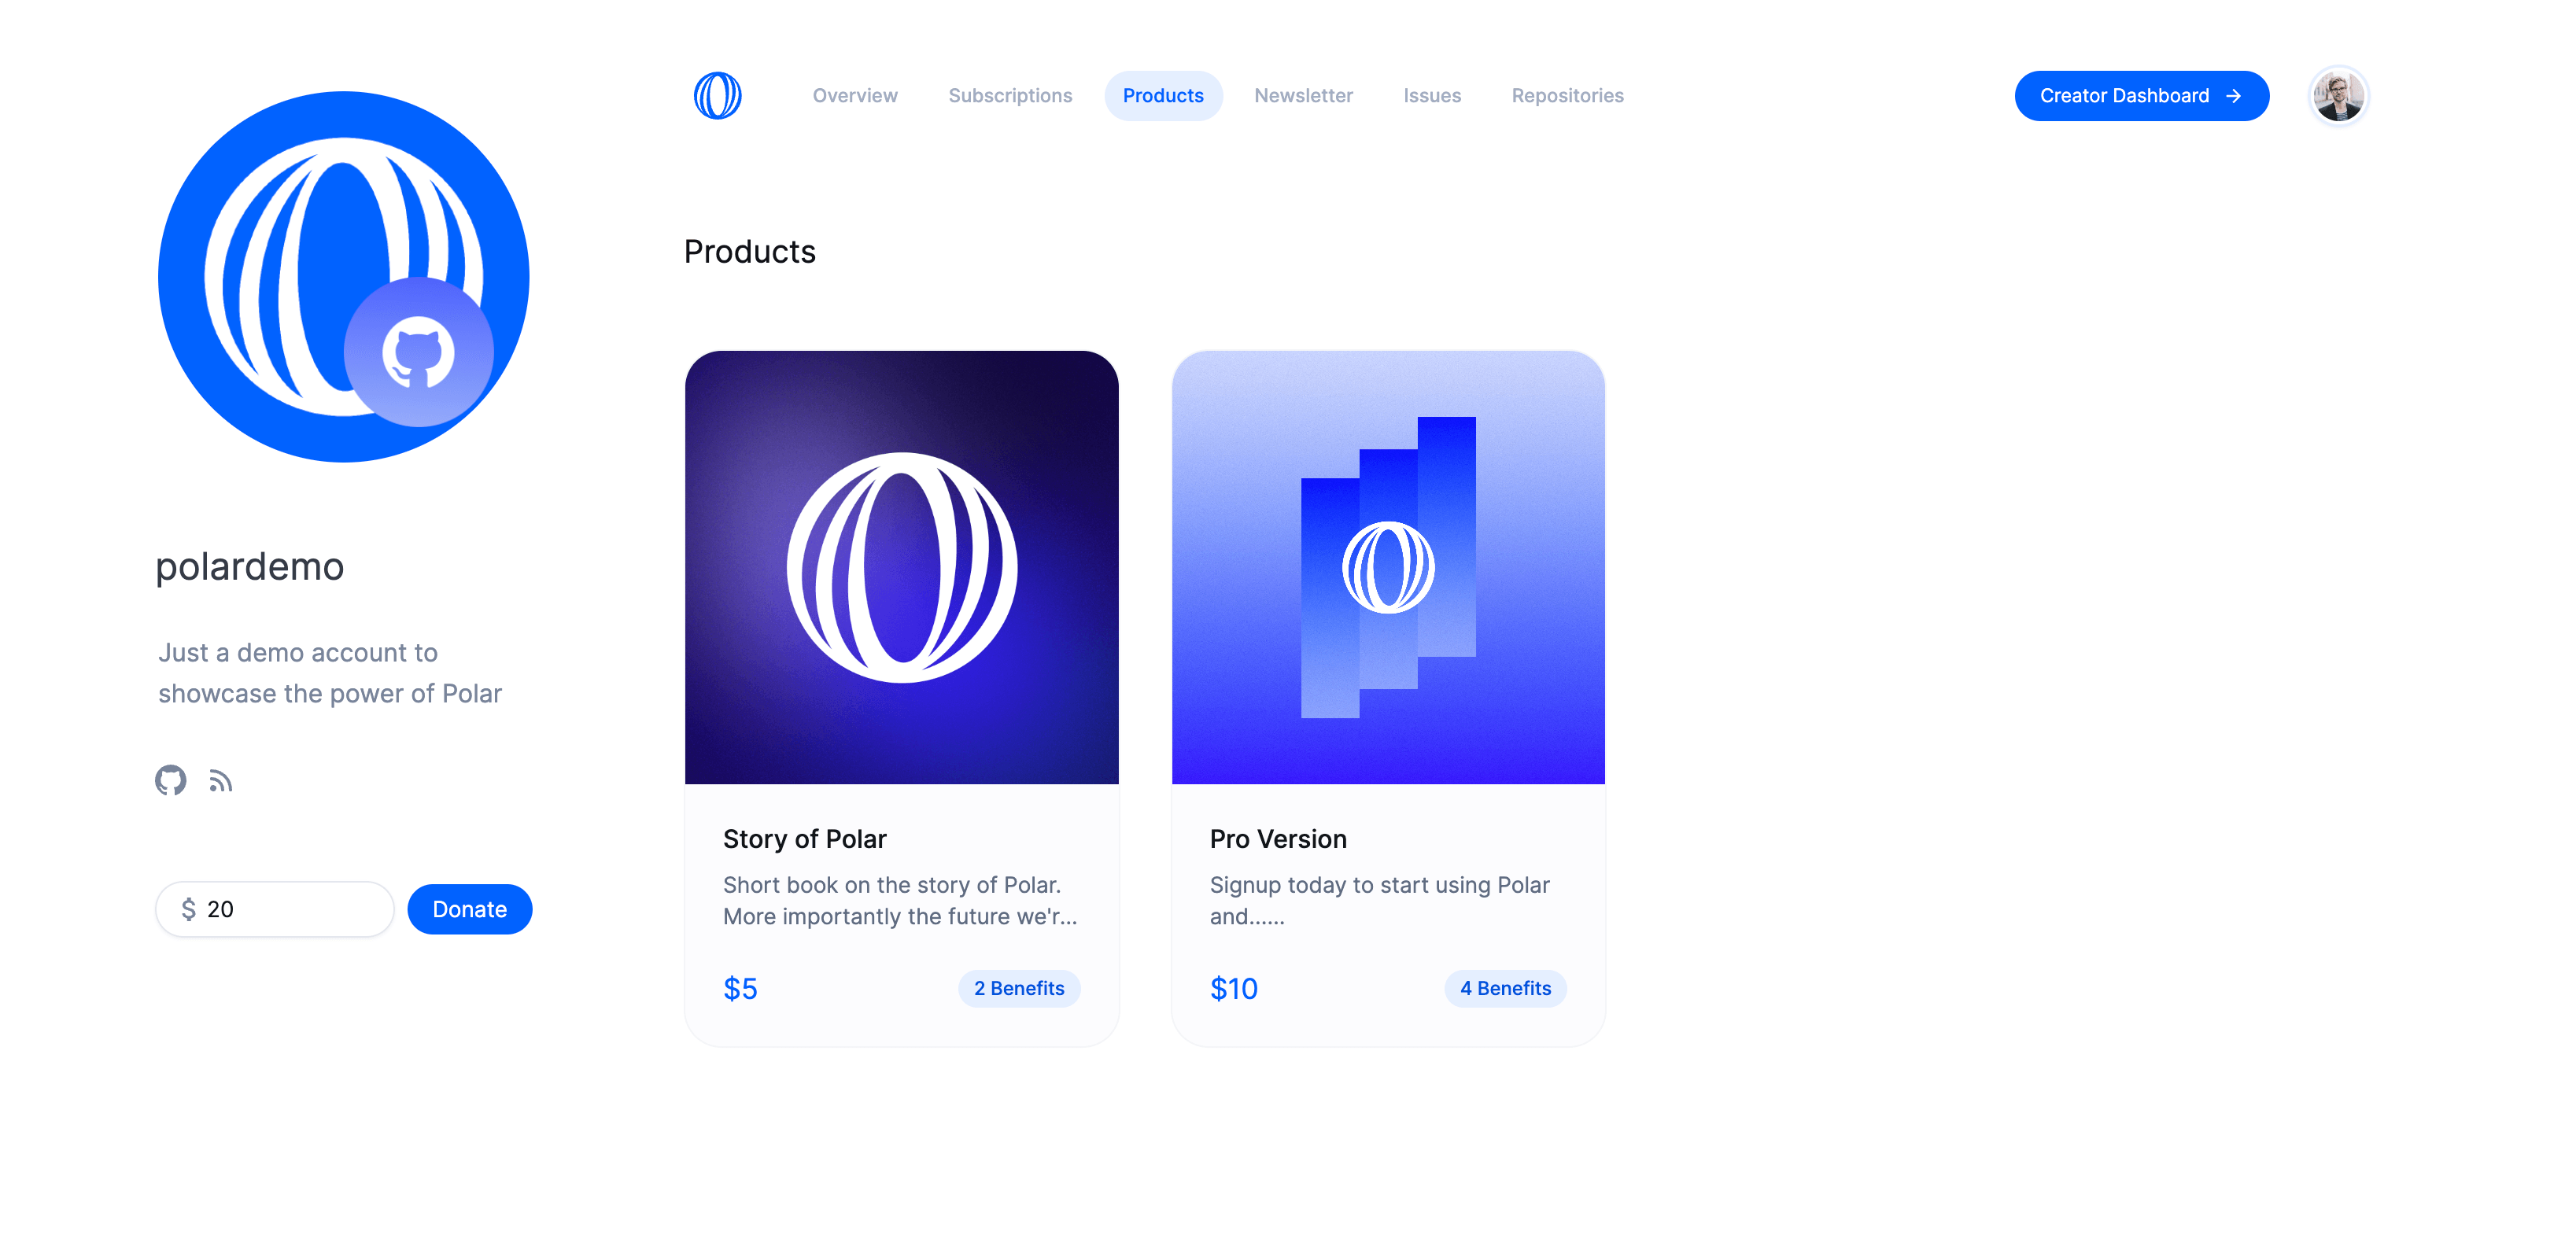 Overview
Subscriptions
Products
Newsletter
Issues
Repositories
Creator Dashboard
polardemo
Just a demo account to
showcase the power of Polar
$ 20
Donate
Products
Story of Polar
Short book on the story of Polar.
More importantly the future we'r...
$5
2 Benefits
Pro Version
Signup today to start using Polar
and......
$10
4 Benefits